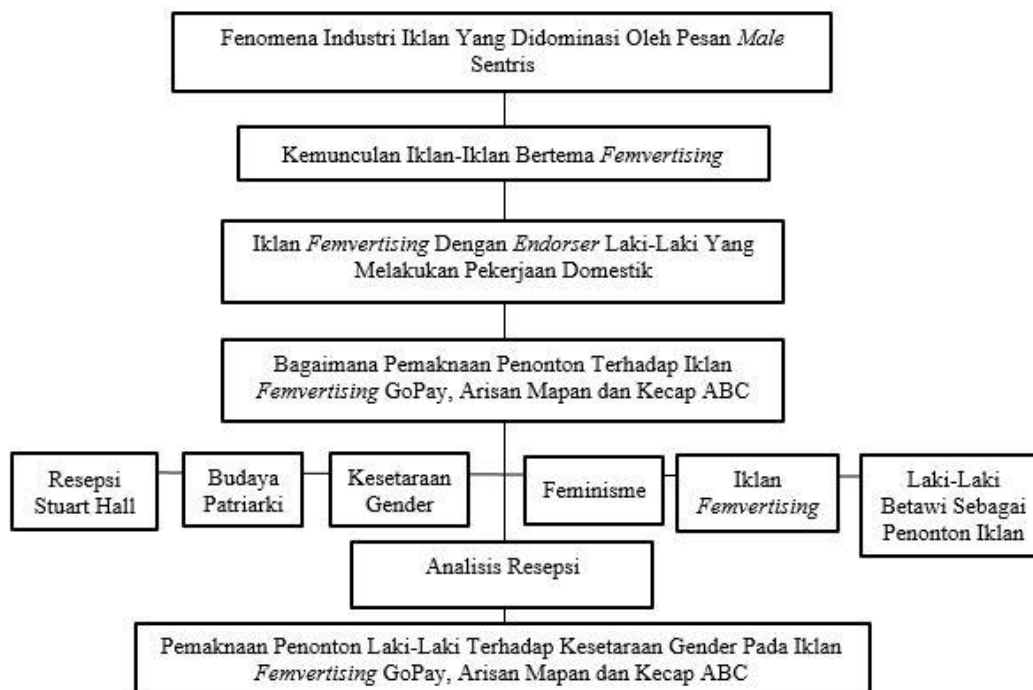 Fenomena Industri Iklan Yang Didominasi Oleh Pesan Male
Sentris
Kemunculan Iklan-Iklan Bertema Femvertising
Iklan Femvertising Dengan Endorser Laki-Laki Yang
Melakukan Pekerjaan Domestik
Bagaimana Pemaknaan Penonton Terhadap Iklan
Femvertising GoPay, Arisan Mapan dan Kecap ABC
Resepsi
Stuart Hall
Budaya
Patriarki
Kesetaraan
Gender
Feminisme
Iklan
Femvertising
Laki-Laki
Betawi Sebagai
Penonton Iklan
Analisis Resepsi
Pemaknaan Penonton Laki-Laki Terhadap Kesetaraan Gender Pada Iklan
Femvertising GoPay, Arisan Mapan dan Kecap ABC